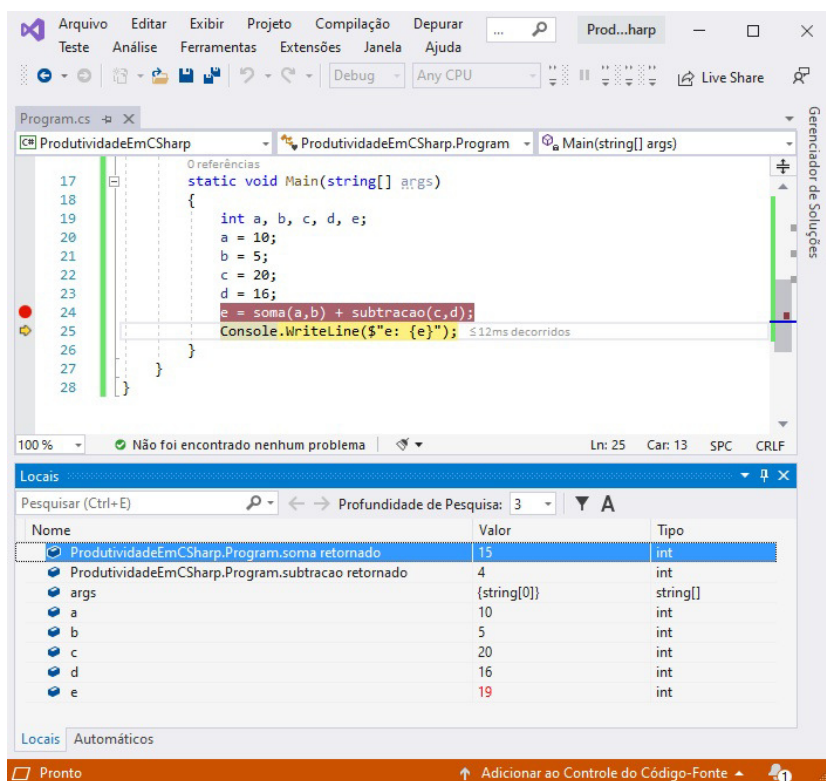 Arquivo Editar Exibir Projeto Compilação Depurar ... Prod...harp
Teste Análise Ferramentas Extensões Janela Ajuda
Debug Any CPU Live Share
Program.cs
Gerenciador de Soluções
C# ProdutividadeEmCSharp ProdutividadeEmCSharp.Program Main(string[] args)
0 referências
17 static void Main(string[] args)
18 {
19 int a, b, c, d, e;
20 a = 10;
21 b = 5;
22 c = 20;
23 d = 16;
24 e = soma(a,b) + subtracao(c,d);
25 Console.WriteLine($"e: {e}"); ≤12ms decorridos
26 }
27 }
28 }
100 % Não foi encontrado nenhum problema Ln: 25 Car: 13 SPC CRLF
Locais
Pesquisar (Ctrl+E) Profundidade de Pesquisa: 3 A
Nome Valor Tipo
ProdutividadeEmCSharp.Program.soma retornado 15 int
ProdutividadeEmCSharp.Program.subtracao retornado 4 int
args {string[0]} string[]
a 10 int
b 5 int
c 20 int
d 16 int
e 19 int
Locais Automáticos
Pronto Adicionar ao Controle do Código-Fonte 1